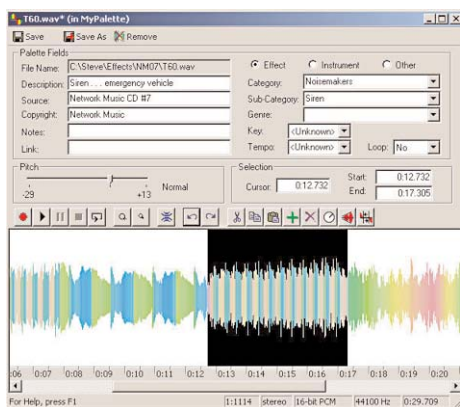 T60.wav* (in MyPalette)
Save Save As Remove
Palette Fields
File Name: C:\Steve\Effects\NM07\T60.wav
Description: Siren . . . emergency vehicle
Source: Network Music CD #7
Copyright: Network Music
Notes:
Link:
Effect Instrument Other
Category: Noisemakers
Sub-Category: Siren
Genre:
Key: <Unknown>
Tempo: <Unknown> Loop: No
Pitch
-29 +13 Normal
Selection
Cursor: 0:12.732
Start: 0:12.732
End: 0:17.305
:06 0:07 0:08 0:09 0:10 0:11 0:12 0:13 0:14 0:15 0:16 0:17 0:18 0:19 0:20
For Help, press F1 1:1114 stereo 16-bit PCM 44100 Hz 0:29.709